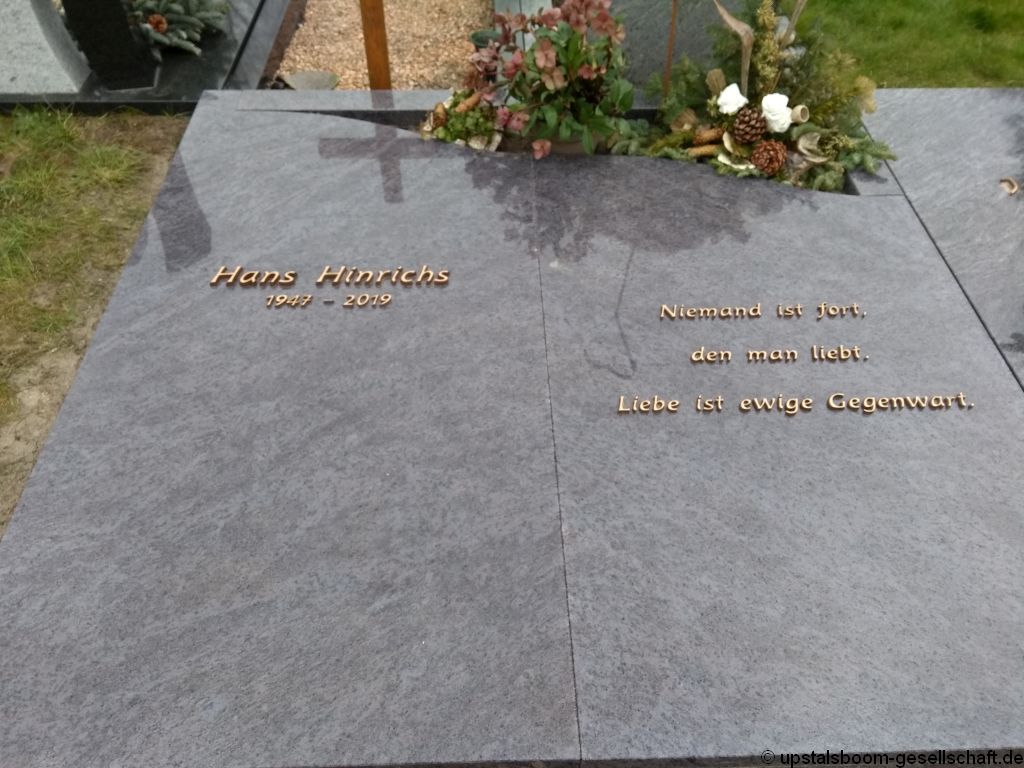 Hans Hinrichs
1947 – 2019
Niemand ist fort,
den man liebt.
Liebe ist ewige Gegenwart.
© upstalsboom-gesellschaft.de